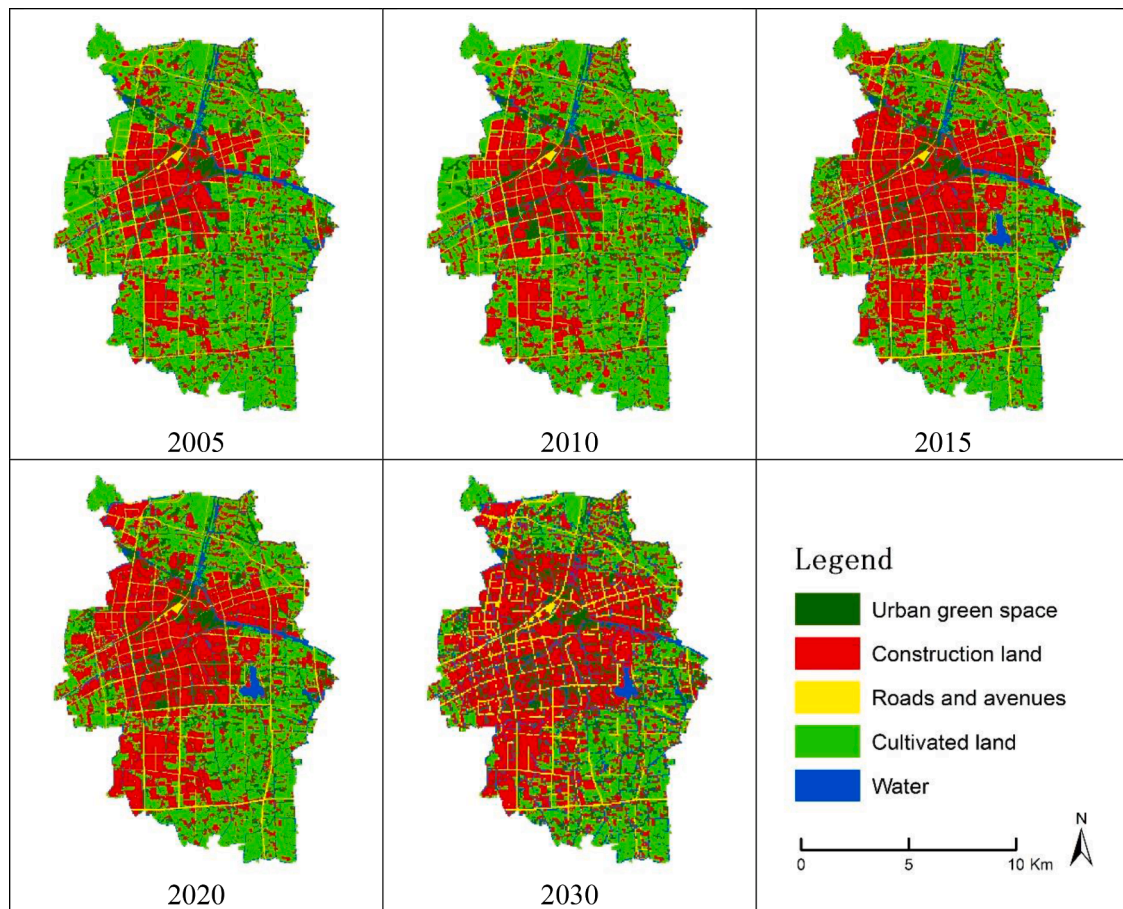 2005
2010
2015
2020
2030
Legend
Urban green space
Construction land
Roads and avenues
Cultivated land
Water
N
0 5 10 Km